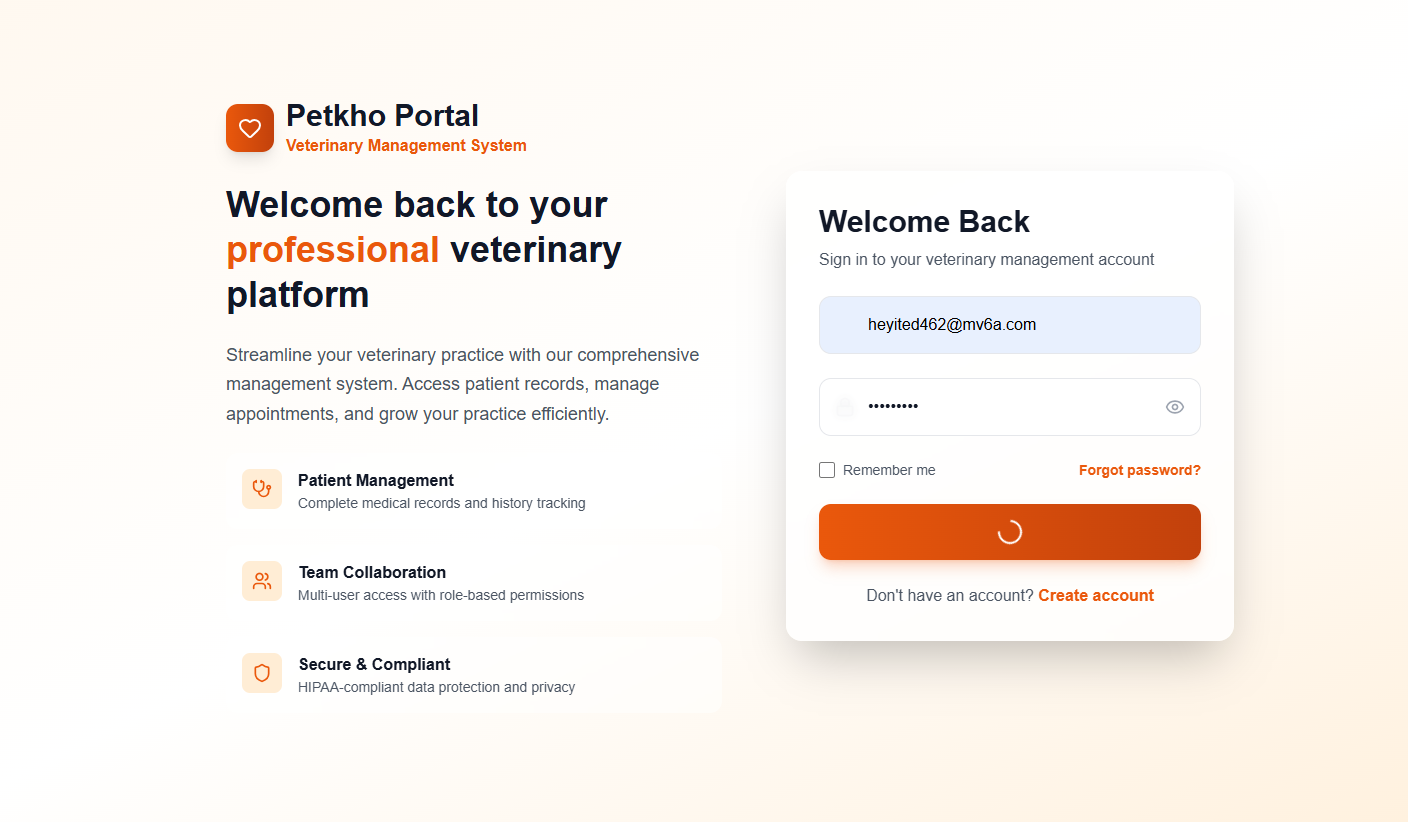 Petkho Portal
Veterinary Management System
Welcome back to your
professional veterinary
platform
Streamline your veterinary practice with our comprehensive
management system. Access patient records, manage
appointments, and grow your practice efficiently.
Patient Management
Complete medical records and history tracking
Team Collaboration
Multi-user access with role-based permissions
Secure & Compliant
HIPAA-compliant data protection and privacy
Welcome Back
Sign in to your veterinary management account
heyited462@mv6a.com
•••••••••
Remember me
Forgot password?
Don't have an account? Create account